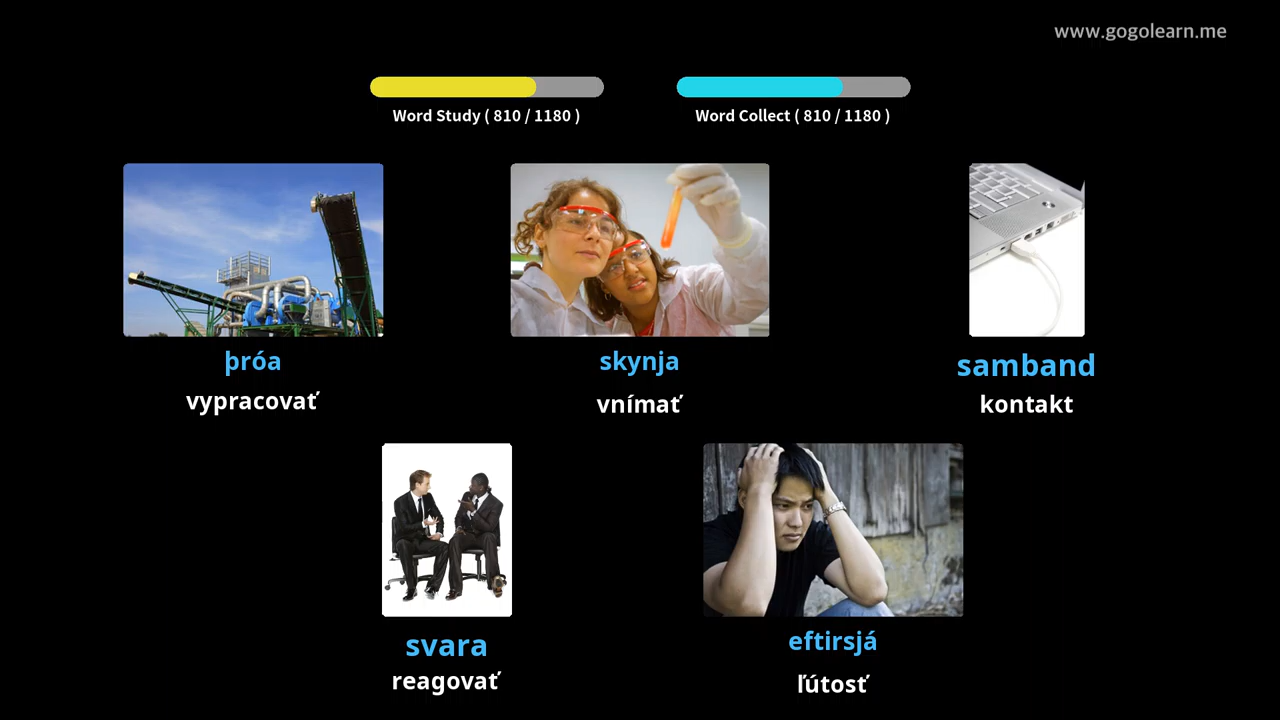 www.gogolearn.me
Word Study ( 810 / 1180 )
Word Collect ( 810 / 1180 )
þróa
vypracovať
skynja
vnímať
samband
kontakt
svara
reagovať
eftirsjá
ľútosť